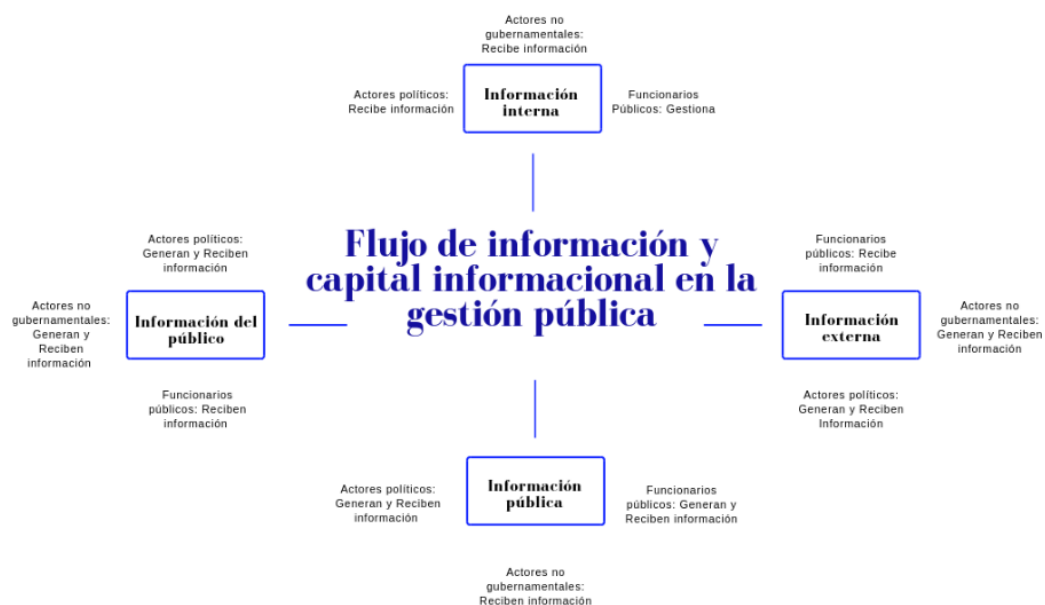 Actores no
gubernamentales:
Recibe información
Actores políticos:
Recibe información
Información
interna
Funcionarios
Públicos: Gestiona
Flujo de información y
capital informacional en la
gestión pública
Actores políticos:
Generan y Reciben
información
Actores no
gubernamentales:
Generan y
Reciben
información
Información del
público
Funcionarios
públicos: Reciben
información
Funcionarios
públicos: Recibe
información
Información
externa
Actores no
gubernamentales:
Generan y Reciben
información
Actores políticos:
Generan y Reciben
Información
Actores políticos:
Generan y Reciben
información
Información
pública
Funcionarios
públicos: Generan y
Reciben información
Actores no
gubernamentales:
Reciben información